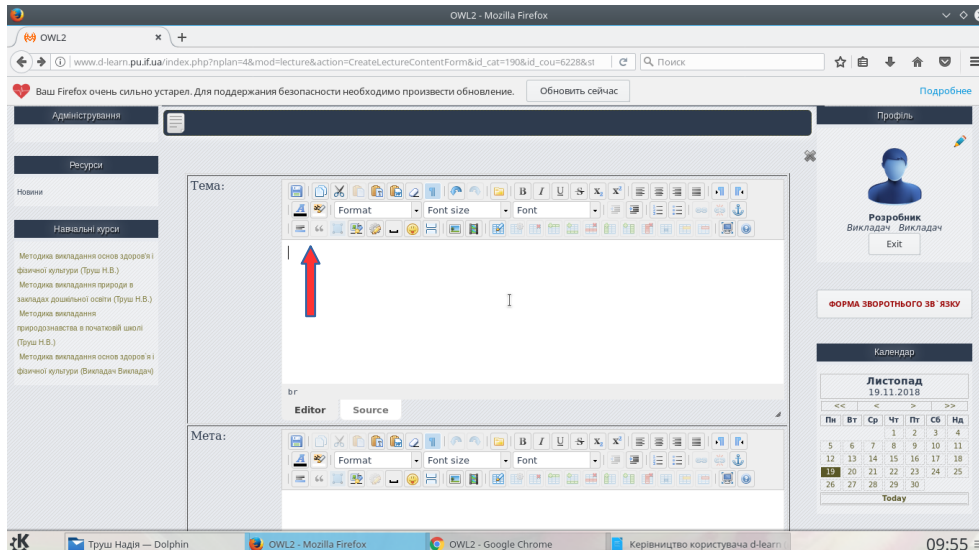 OWL2 - Mozilla Firefox
OWL2
www.d-learn.pu.if.ua/index.php?nplan=4&mod=lecture&action=CreateLectureContentForm&id_cat=190&id_cou=6228&st
Поиск
Ваш Firefox очень сильно устарел. Для поддержания безопасности необходимо произвести обновление.
Обновить сейчас
Подробнее
Адміністрування
Ресурси
Новини
Навчальні курси
Методика викладання основ здоров'я і
фізичної культури (Труш Н.В.)
Методика викладання природи в
закладах дошкільної освіти (Труш Н.В.)
Методика викладання
природознавства в початковій школі
(Труш Н.В.)
Методика викладання основ здоров`я і
фізичної культури (Викладач Викладач)
Тема:
Format
Font size
Font
br
Editor
Source
Мета:
Format
Font size
Font
Профіль
Розробник
Викладач Викладач
Exit
ФОРМА ЗВОРОТНЬОГО ЗВ`ЯЗКУ
Календар
Листопад
19.11.2018
<< < > >>
Пн Вт Ср Чт Пт Сб Нд
1 2 3 4
5 6 7 8 9 10 11
12 13 14 15 16 17 18
19 20 21 22 23 24 25
26 27 28 29 30
Today
Труш Надія — Dolphin
OWL2 - Mozilla Firefox
OWL2 - Google Chrome
Керівництво користувача d-learn
09:55